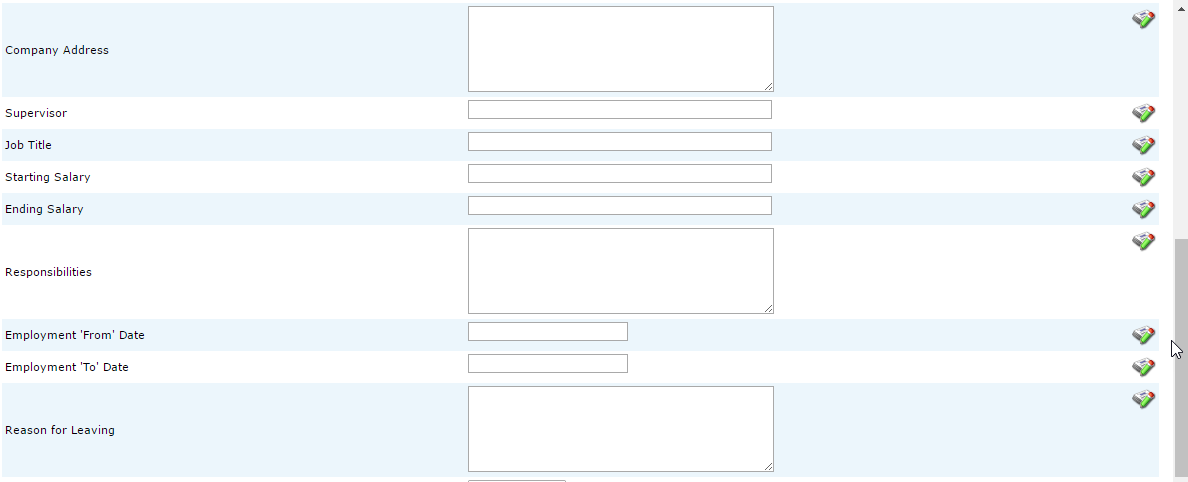 Company Address
Supervisor
Job Title
Starting Salary
Ending Salary
Responsibilities
Employment 'From' Date
Employment 'To' Date
Reason for Leaving